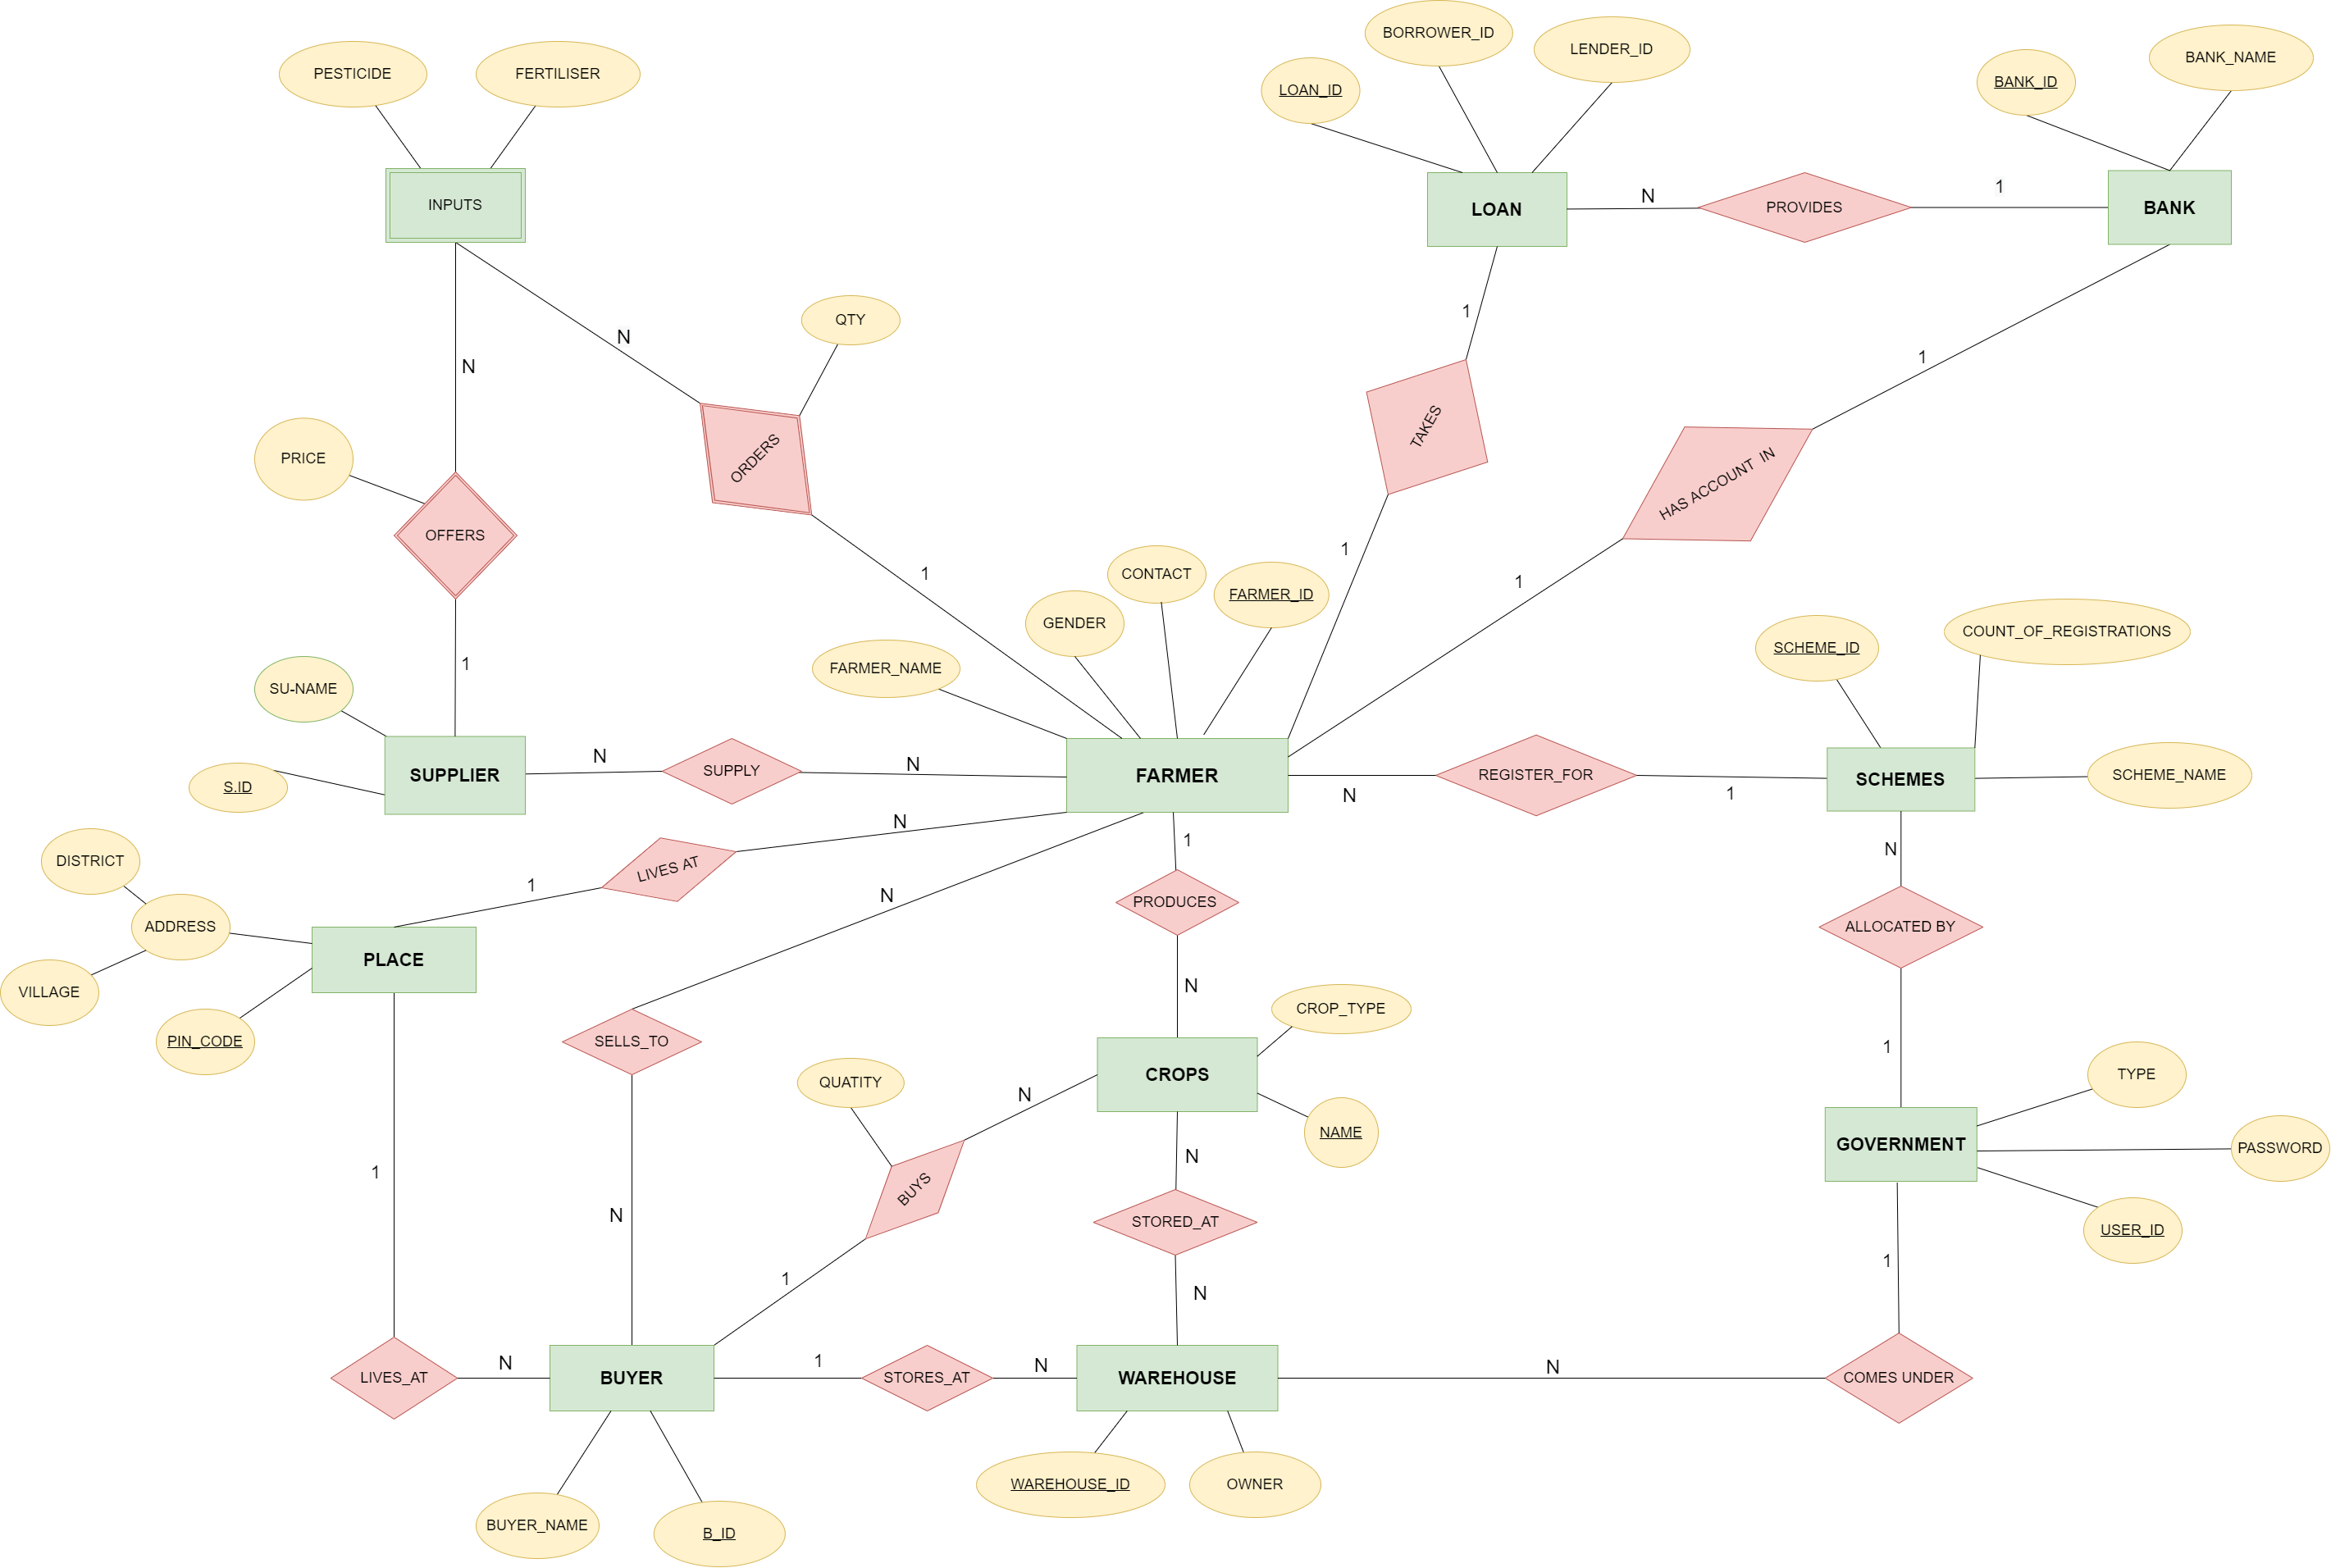 BORROWER_ID
LENDER_ID
BANK_NAME
PESTICIDE
FERTILISER
LOAN_ID
BANK_ID
INPUTS
LOAN
N
PROVIDES
1
BANK
QTY
N
1
1
N
ORDERS
TAKES
PRICE
HAS ACCOUNT IN
OFFERS
1
1
1
CONTACT
FARMER_ID
GENDER
COUNT_OF_REGISTRATIONS
1
FARMER_NAME
SCHEME_ID
SU-NAME
N
N
SUPPLIER
SUPPLY
FARMER
REGISTER_FOR
SCHEMES
SCHEME_NAME
S.ID
N
1
N
1
N
DISTRICT
LIVES AT
1
N
PRODUCES
ADDRESS
ALLOCATED BY
PLACE
VILLAGE
N
CROP_TYPE
PIN_CODE
SELLS_TO
1
QUATITY
N
CROPS
TYPE
NAME
GOVERNMENT
PASSWORD
1
N
BUYS
N
STORED_AT
USER_ID
1
1
N
LIVES_AT
N
BUYER
1
STORES_AT
N
WAREHOUSE
N
COMES UNDER
WAREHOUSE_ID
OWNER
BUYER_NAME
B_ID